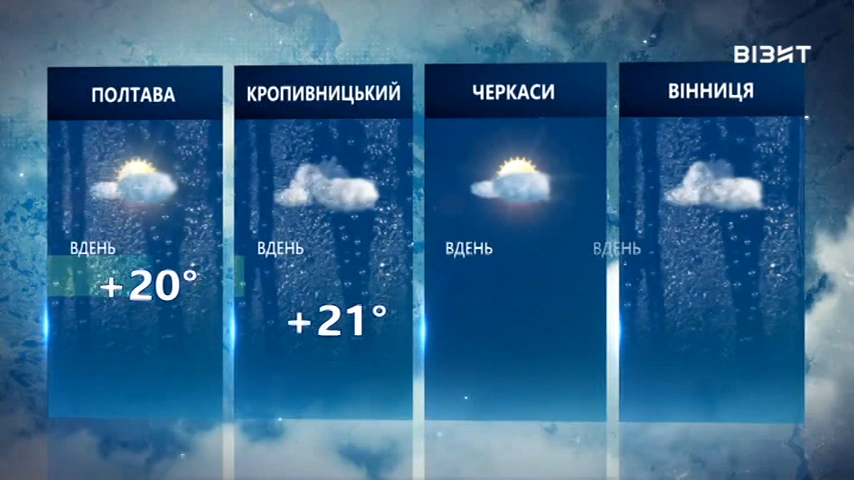 ВІЗИТ
ПОЛТАВА
КРОПИВНИЦЬКИЙ
ЧЕРКАСИ
ВІННИЦЯ
ВДЕНЬ
ВДЕНЬ
ВДЕНЬ
ВДЕНЬ
+20°
+21°